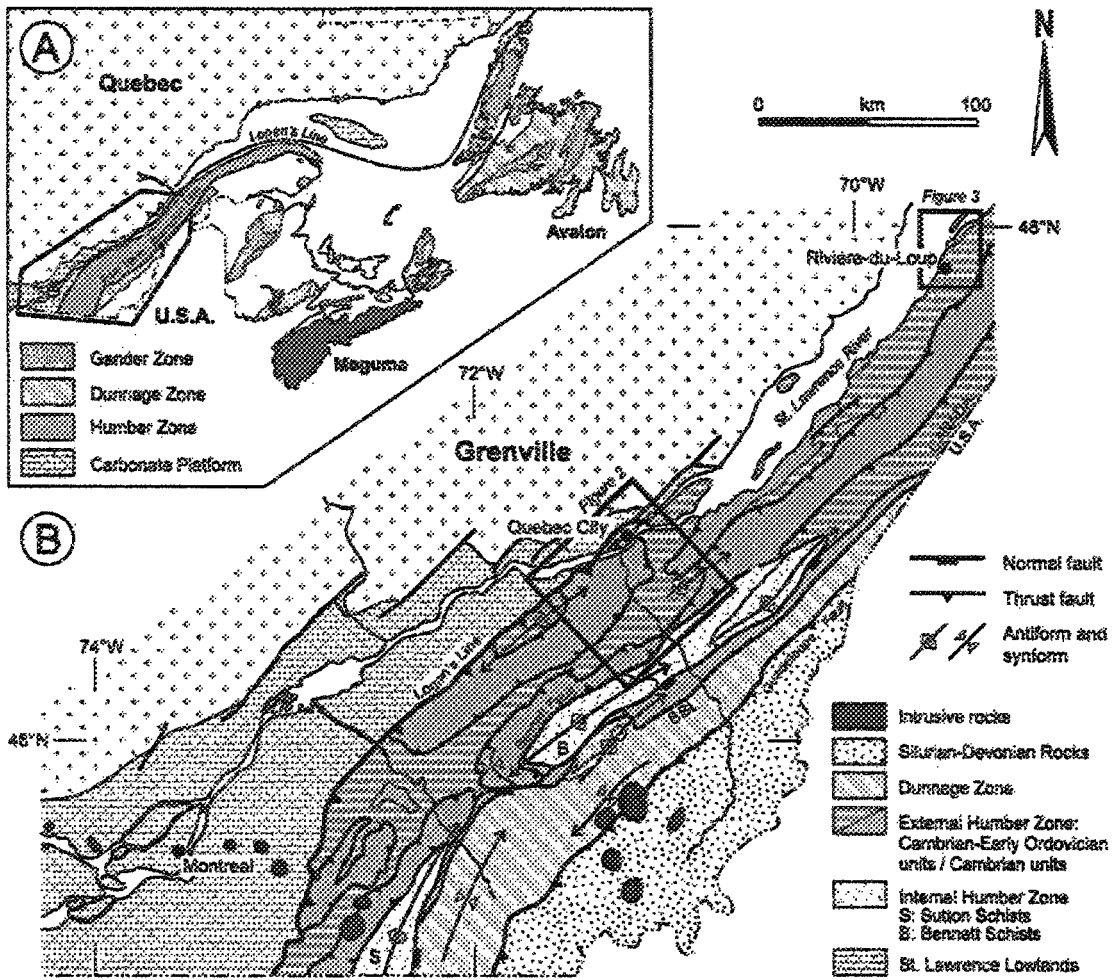 A
Quebec
Logan's Line
Avalon
U.S.A.
Meguma
Gander Zone
Dunnage Zone
Humber Zone
Carbonate Platform
N
0 km 100
70°W
Figure 3
48°N
Rivière-du-Loup
St. Lawrence River
72°W
U.S.A.
Grenville
Figure 2
Quebec City
B
Normal fault
Thrust fault
Antiform and
synform
74°W
Logan's Line
46°N
B
Montreal
S
Intrusive rocks
Silurian-Devonian Rocks
Dunnage Zone
External Humber Zone:
Cambrian-Early Ordovician
units / Cambrian units
Internal Humber Zone
S: Sutton Schists
B: Bennett Schists
St. Lawrence Lowlands